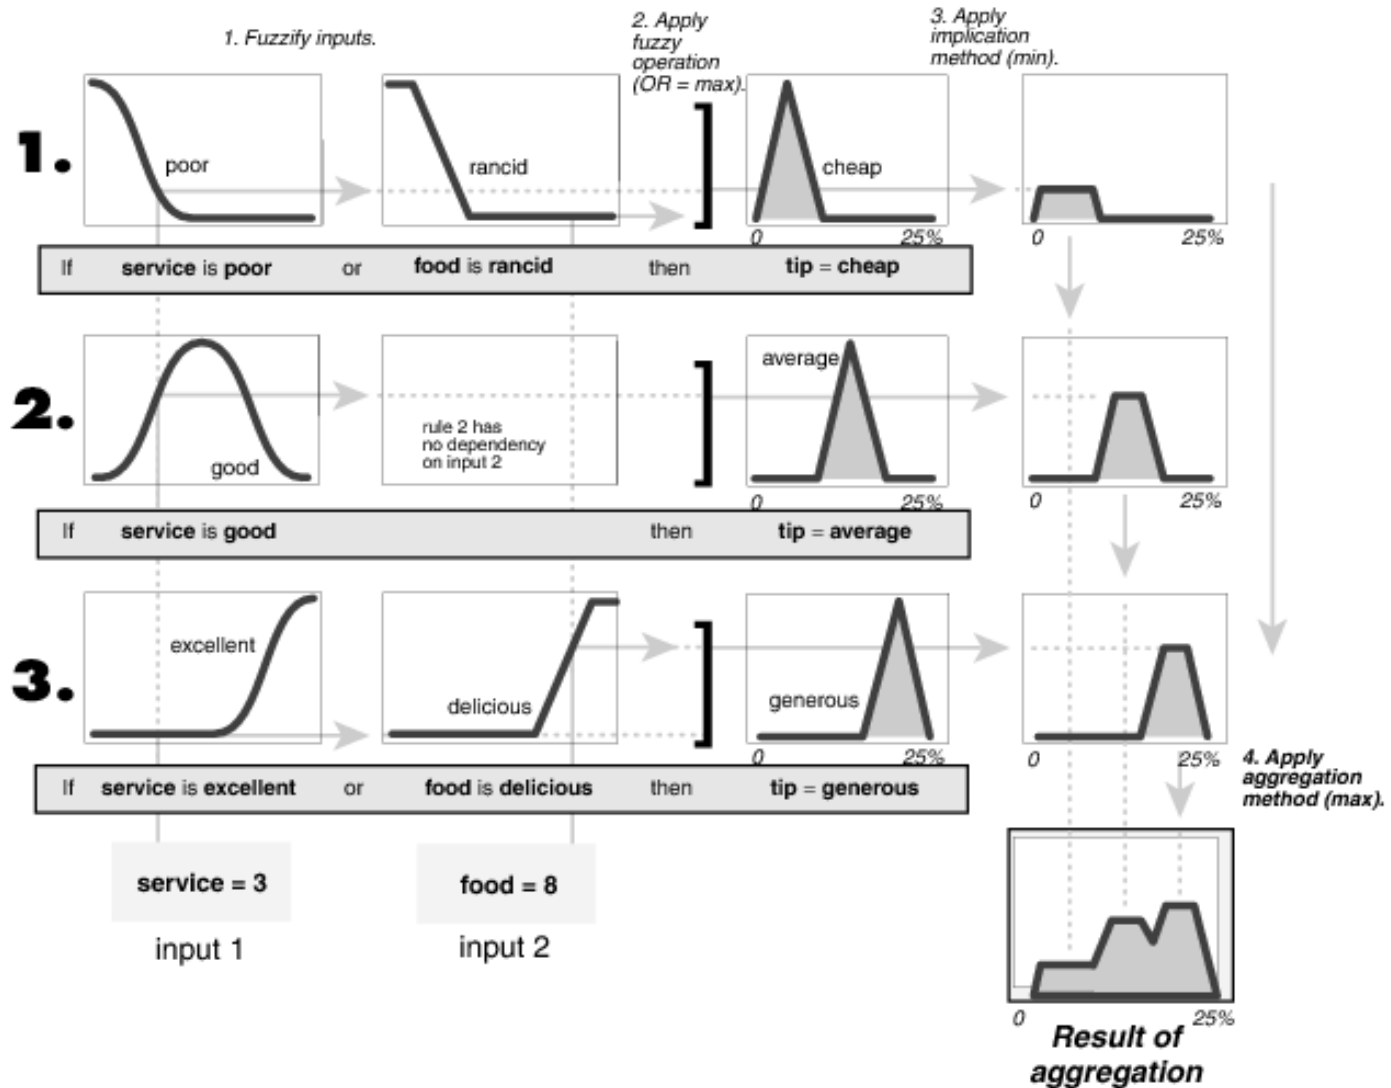 1. Fuzzify inputs.
2. Apply
fuzzy
operation
(OR = max).
3. Apply
implication
method (min).
1.
poor
rancid
cheap
0
25%
0
25%
If service is poor or food is rancid then tip = cheap
2.
good
rule 2 has
no dependency
on input 2
average
0
25%
0
25%
If service is good then tip = average
3.
excellent
delicious
generous
0
25%
0
25%
4. Apply
aggregation
method (max).
If service is excellent or food is delicious then tip = generous
service = 3
food = 8
input 1
input 2
0
25%
Result of
aggregation